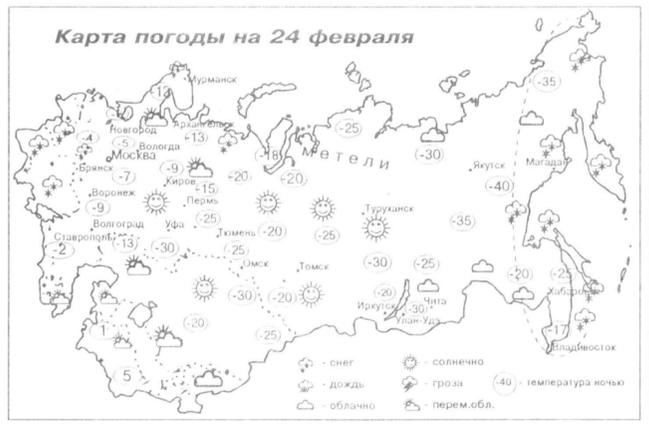 Карта погоды на 24 февраля
Мурманск
-12
-35
Новгород
Архангельск
-4
-5
Вологда
-13
-25
-30
Метели
Москва
-18
Брянск
-7
-9
Киров
-20
-20
Якутск
Магадан
-15
-40
Воронеж
Пермь
-9
-25
Туруханск
Волгоград
Уфа
Тюмень
-20
-25
-35
Ставрополь
-2
-13
-30
-25
Омск
Томск
-30
-25
-20
-25
Хабаровск
-30
-20
-20
Чита
Иркутск
-30
Улан-Удэ
1
-20
-25
-17
Владивосток
5
- снег
- солнечно
- дождь
- гроза
-40
- температура ночью
- облачно
- перем.обл.